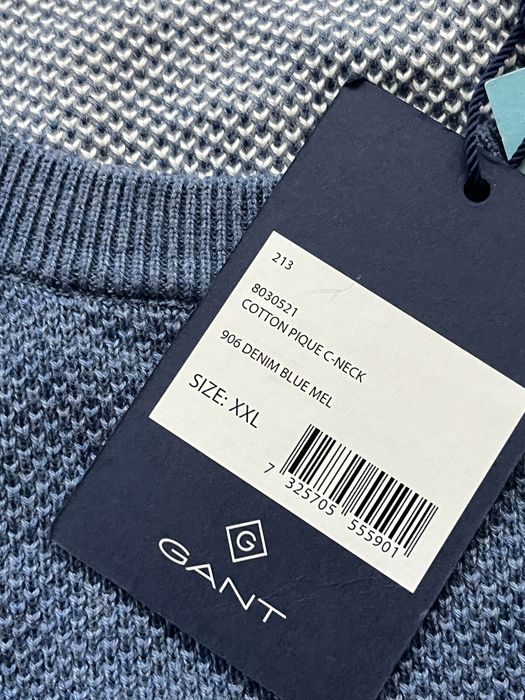 213
8030521
COTTON PIQUE C-NECK
906 DENIM BLUE MEL
SIZE: XXL
7 325705 555901
G
GANT